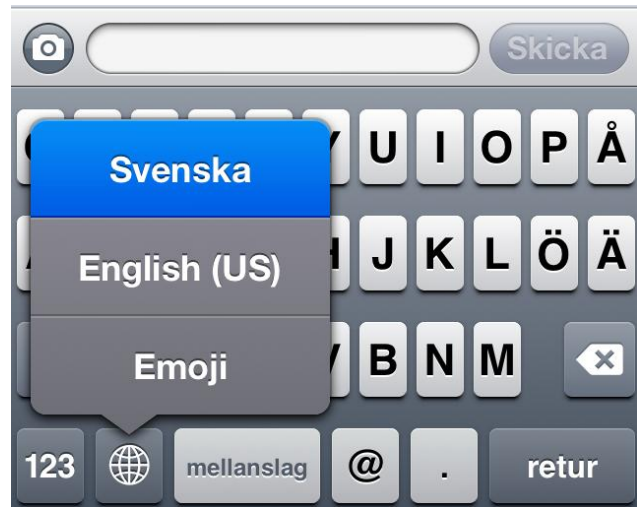 Skicka
Y U I O P Å
Svenska
H J K L Ö Ä
English (US)
V B N M
Emoji
123 mellanslag @ . retur